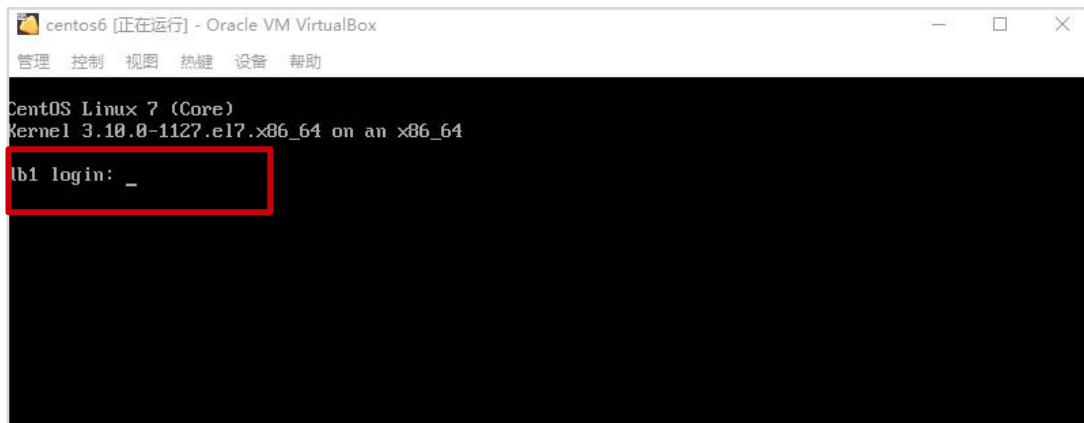 centos6 [正在运行] - Oracle VM VirtualBox
管理 控制 视图 热键 设备 帮助
CentOS Linux 7 (Core)
Kernel 3.10.0-1127.el7.x86_64 on an x86_64
lb1 login: _